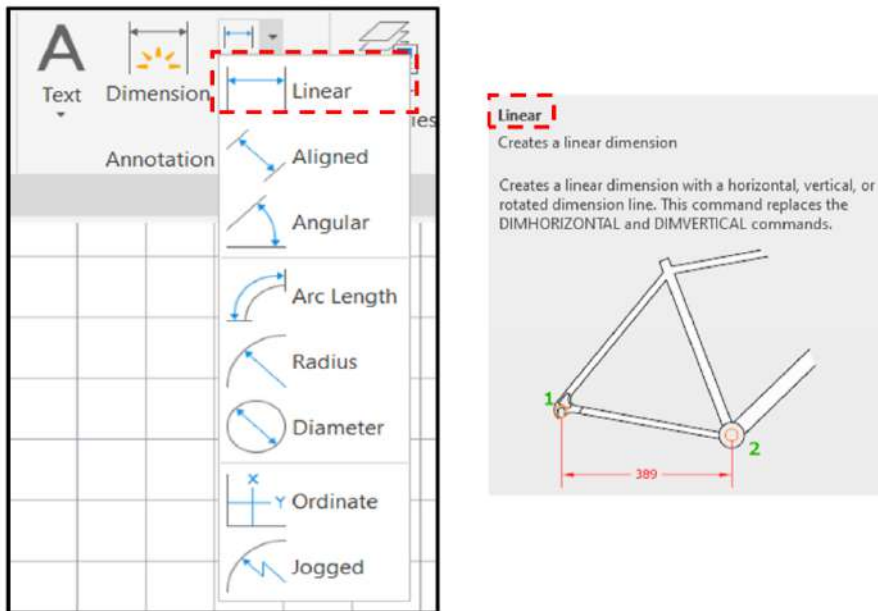 A
Text
Dimension
Annotation
Linear
Aligned
Angular
Arc Length
Radius
Diameter
X
Y
Ordinate
Jogged
Linear
Creates a linear dimension
Creates a linear dimension with a horizontal, vertical, or
rotated dimension line. This command replaces the
DIMHORIZONTAL and DIMVERTICAL commands.
1
2
389